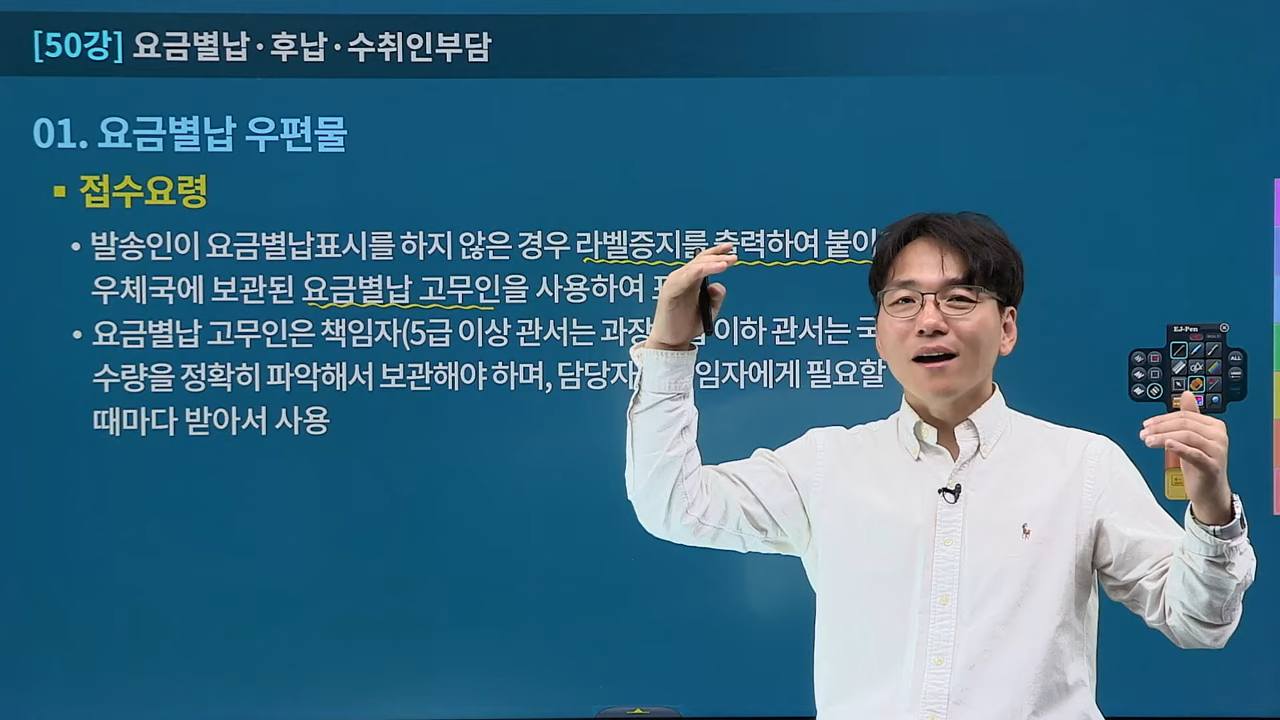 [50강] 요금별납·후납·수취인부담
01. 요금별납 우편물
▪ 접수요령
• 발송인이 요금별납표시를 하지 않은 경우 라벨증지를 출력하여 붙이
우체국에 보관된 요금별납 고무인을 사용하여
• 요금별납 고무인은 책임자(5급 이상 관서는 과장 이하 관서는
수량을 정확히 파악해서 보관해야 하며, 담당자 임자에게 필요할
때마다 받아서 사용
EJ-Pen
ALL